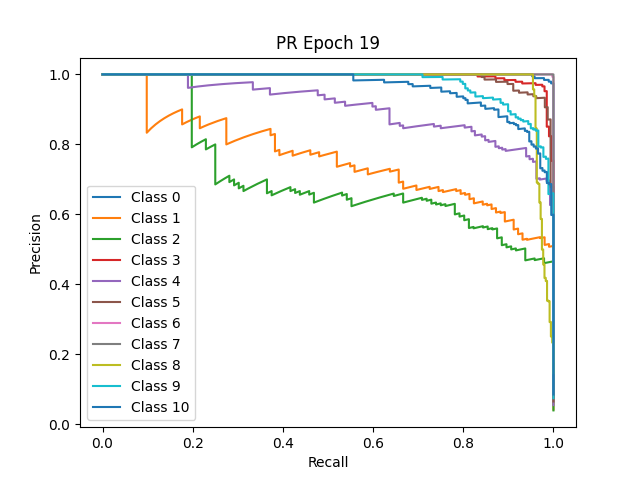 PR Epoch 19
1.0
0.8
0.6
0.4
0.2
0.0
Precision
Class 0
Class 1
Class 2
Class 3
Class 4
Class 5
Class 6
Class 7
Class 8
Class 9
Class 10
0.0 0.2 0.4 0.6 0.8 1.0
Recall